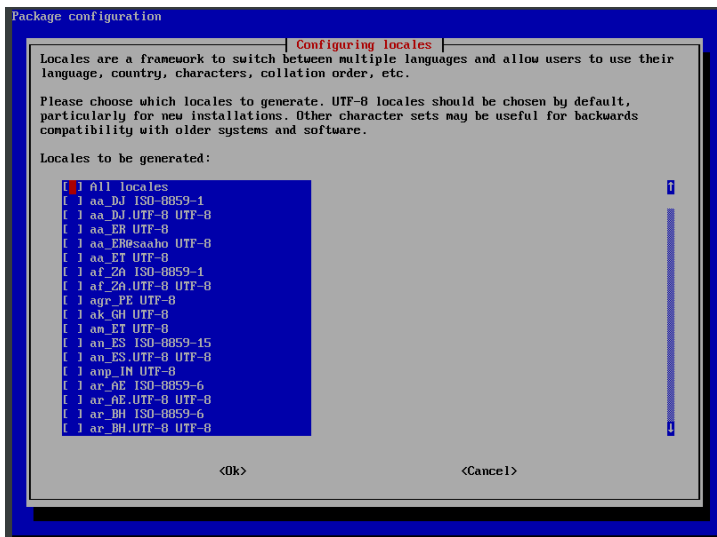 Package configuration
Configuring locales
Locales are a framework to switch between multiple languages and allow users to use their
language, country, characters, collation order, etc.
Please choose which locales to generate. UTF-8 locales should be chosen by default,
particularly for new installations. Other character sets may be useful for backwards
compatibility with older systems and software.
Locales to be generated:
[ ] All locales
[ ] aa_DJ ISO-8859-1
[ ] aa_DJ.UTF-8 UTF-8
[ ] aa_ER UTF-8
[ ] aa_ER@saaho UTF-8
[ ] aa_ET UTF-8
[ ] af_ZA ISO-8859-1
[ ] af_ZA.UTF-8 UTF-8
[ ] agr_PE UTF-8
[ ] ak_GH UTF-8
[ ] am_ET UTF-8
[ ] an_ES ISO-8859-15
[ ] an_ES.UTF-8 UTF-8
[ ] anp_IN UTF-8
[ ] ar_AE ISO-8859-6
[ ] ar_AE.UTF-8 UTF-8
[ ] ar_BH ISO-8859-6
[ ] ar_BH.UTF-8 UTF-8
<Ok> <Cancel>